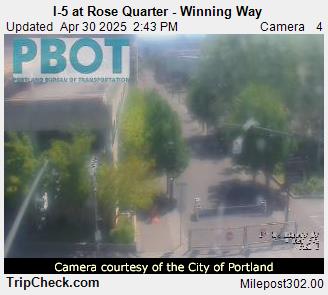 I-5 at Rose Quarter - Winning Way
Updated Apr 30 2025 2:43 PM Camera 4
PBOT
PORTLAND BUREAU OF TRANSPORTATION
Camera courtesy of the City of Portland
TripCheck.com Milepost302.00